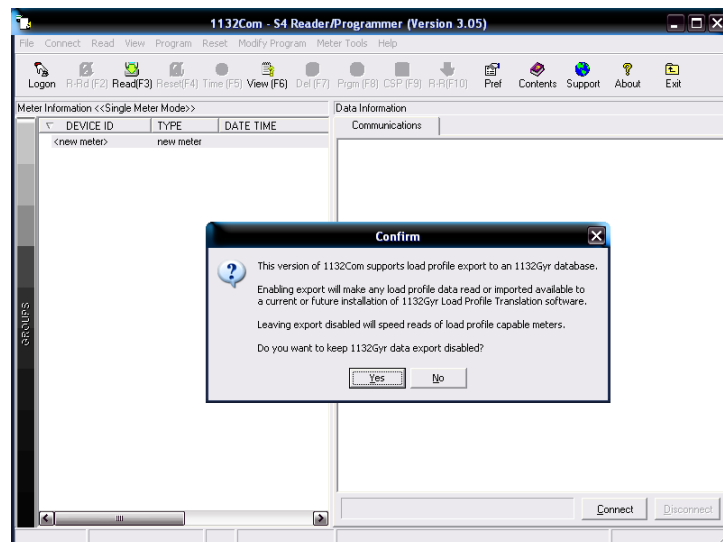 1132Com - S4 Reader/Programmer (Version 3.05)
File Connect Read View Program Reset Modify Program Meter Tools Help
Logon R-Rd (F2) Read(F3) Reset(F4) Time (F5) View (F6) Del (F7) Prgm (F8) CSP (F9) R-R(F10) Pref Contents Support About Exit
Meter Information <<Single Meter Mode>>
Data Information
DEVICE ID TYPE DATE TIME
Communications
<new meter> new meter
GROUPS
Confirm
This version of 1132Com supports load profile export to an 1132Gyr database.
Enabling export will make any load profile data read or imported available to
a current or future installation of 1132Gyr Load Profile Translation software.
Leaving export disabled will speed reads of load profile capable meters.
Do you want to keep 1132Gyr data export disabled?
Yes No
Connect Disconnect